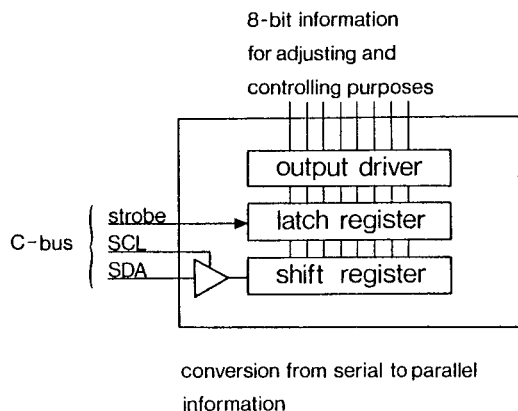 8-bit information
for adjusting and
controlling purposes
output driver
strobe
latch register
C-bus
SCL
SDA
shift register
conversion from serial to parallel
information